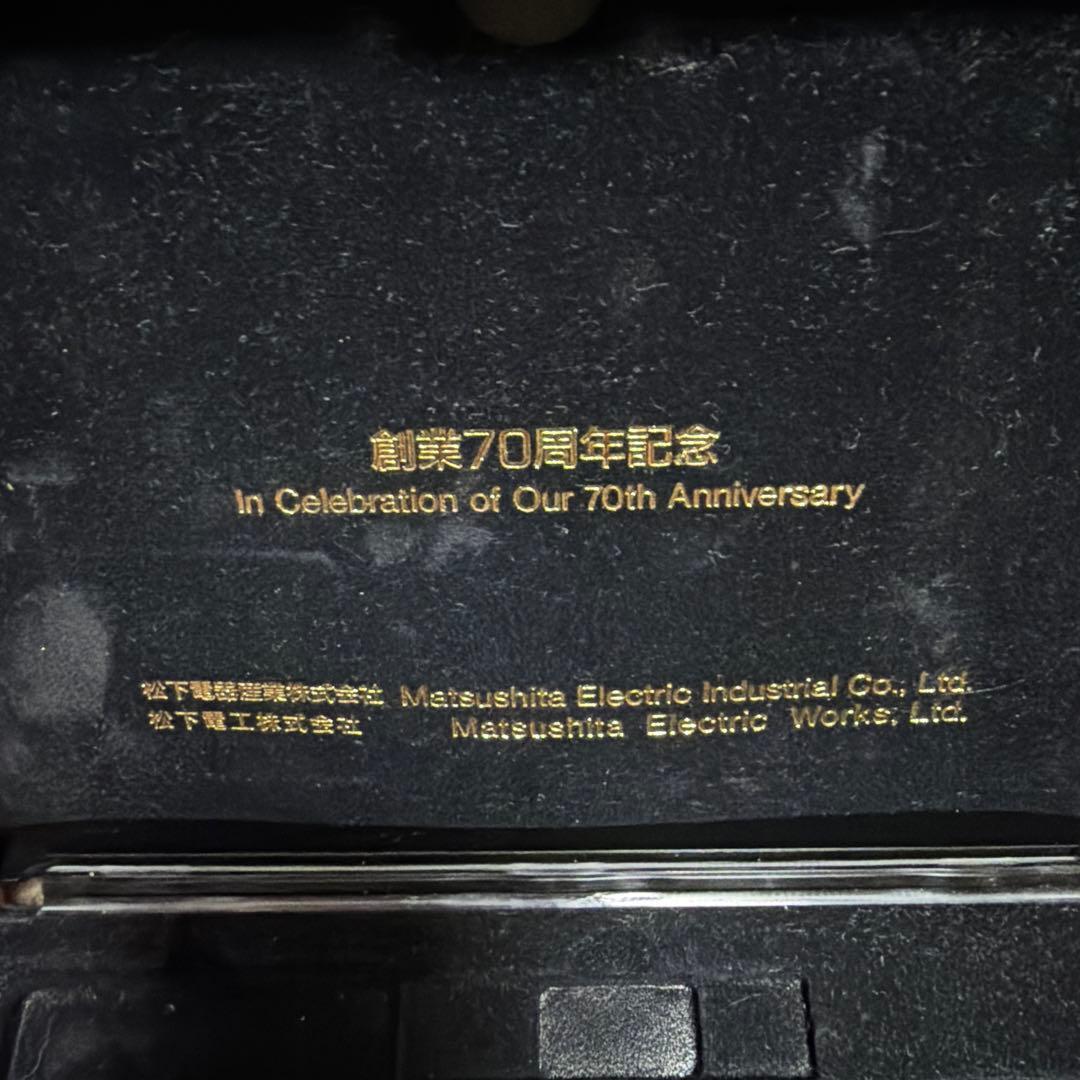 創業70周年記念
In Celebration of Our 70th Anniversary
松下電器産業株式会社 Matsushita Electric Industrial Co., Ltd.
松下電工株式会社 Matsushita Electric Works, Ltd.